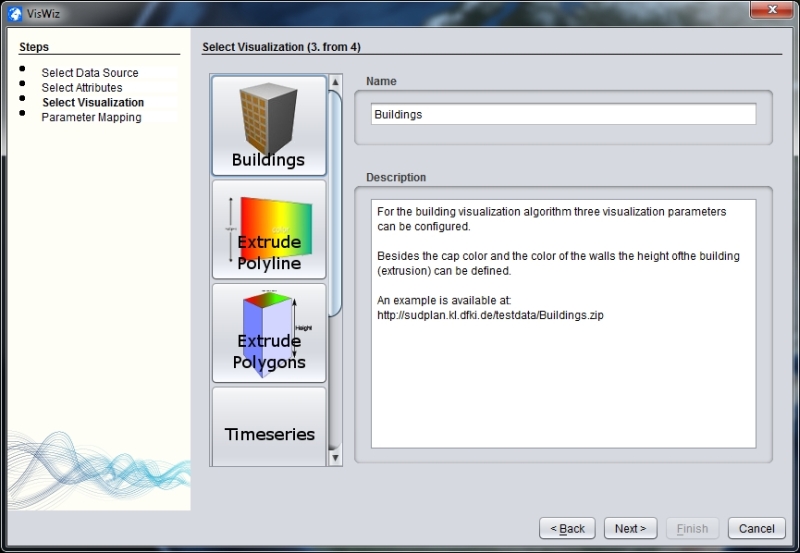 VisWiz
Steps
Select Data Source
Select Attributes
Select Visualization
Parameter Mapping
Select Visualization (3. from 4)
Buildings
Extrude
Polyline
Height
Extrude
Polygons
Timeseries
Name
Buildings
Description
For the building visualization algorithm three visualization parameters
can be configured.
Besides the cap color and the color of the walls the height ofthe building
(extrusion) can be defined.
An example is available at:
http://sudplan.kl.dfki.de/testdata/Buildings.zip
< Back
Next >
Finish
Cancel